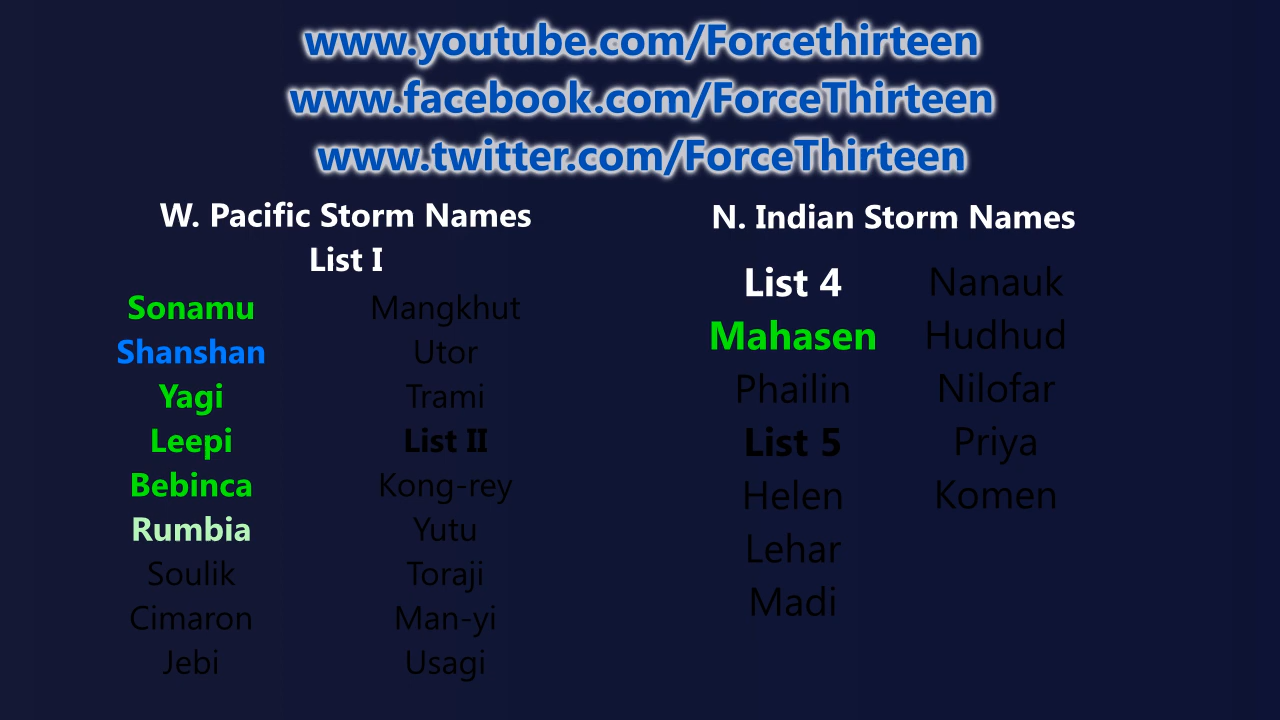 www.youtube.com/Forcethirteen
www.facebook.com/ForceThirteen
www.twitter.com/ForceThirteen
W. Pacific Storm Names
List I
Sonamu
Shanshan
Yagi
Leepi
Bebinca
Rumbia
Soulik
Cimaron
Jebi
Mangkhut
Utor
Trami
List II
Kong-rey
Yutu
Toraji
Man-yi
Usagi
N. Indian Storm Names
List 4
Mahasen
Phailin
List 5
Helen
Lehar
Madi
Nanauk
Hudhud
Nilofar
Priya
Komen